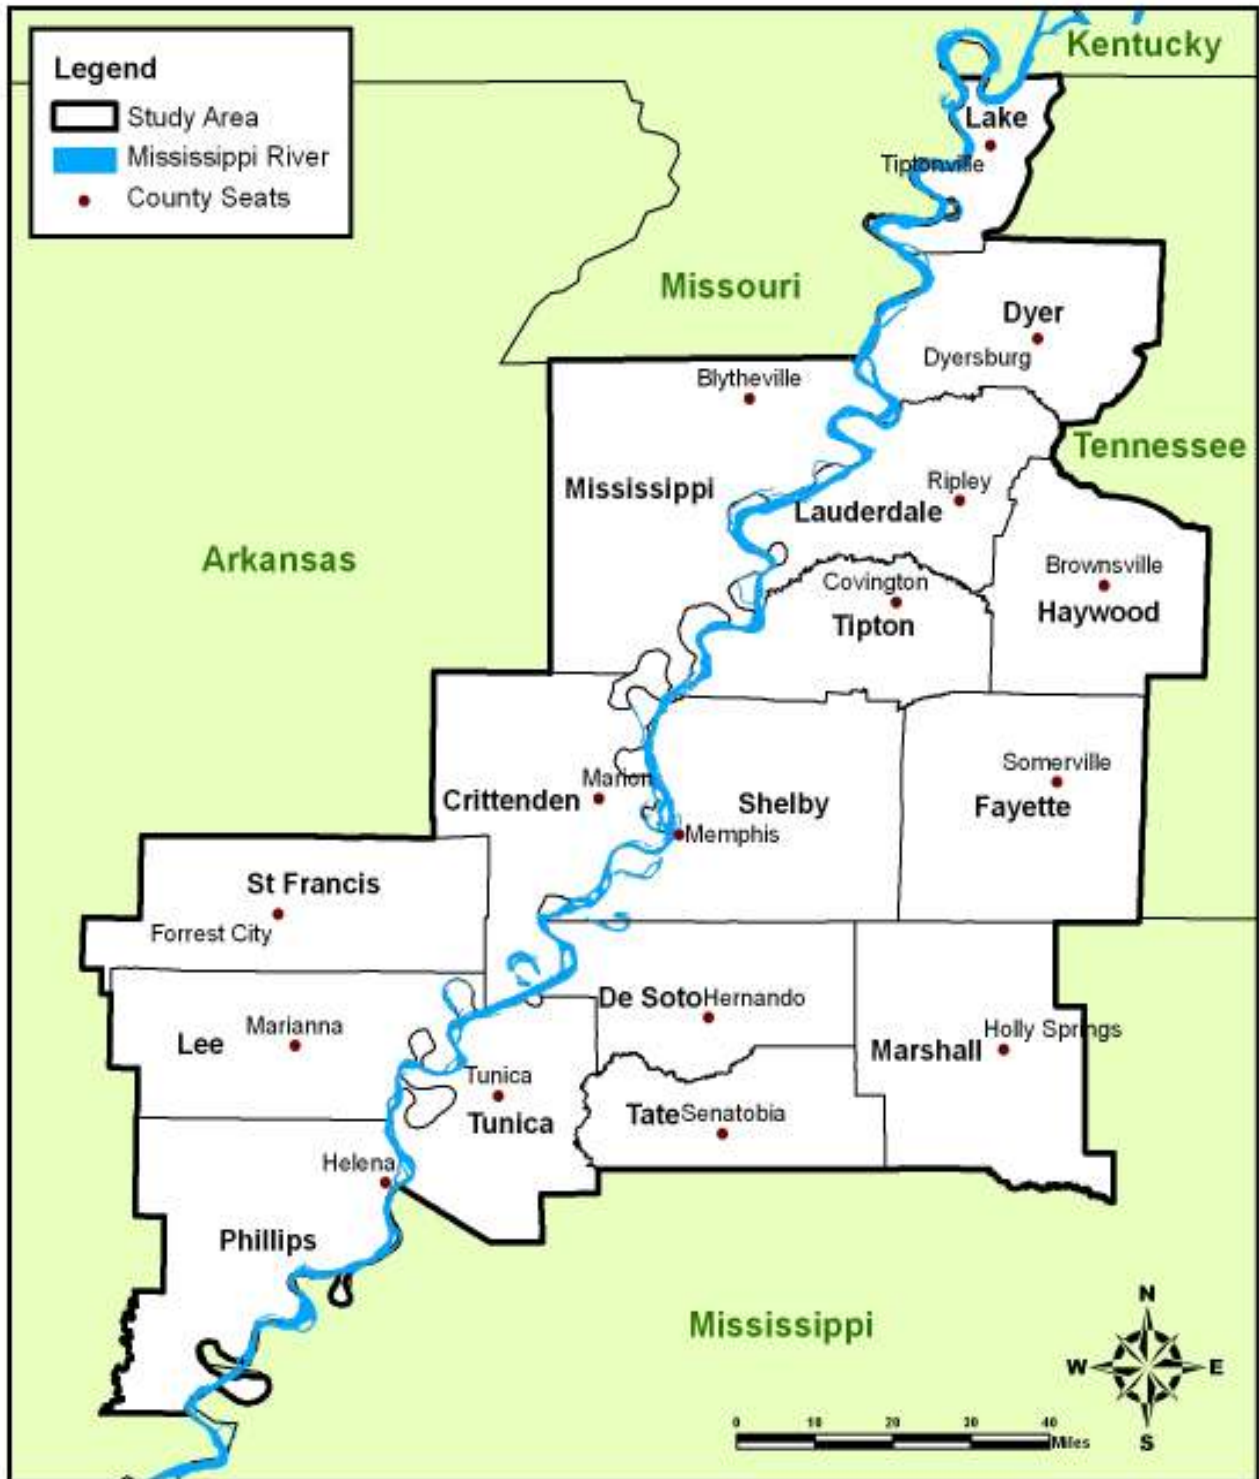 Kentucky
Legend
Study Area
Mississippi River
County Seats
Lake
Tiptonville
Missouri
Dyer
Dyersburg
Blytheville
Tennessee
Mississippi
Ripley
Lauderdale
Arkansas
Brownsville
Covington
Haywood
Tipton
Somerville
Marion
Crittenden
Shelby
Fayette
Memphis
St Francis
Forrest City
De Soto Hernando
Marianna
Lee
Holly Springs
Marshall
Tunica
Tunica
Tate Senatobia
Helena
Phillips
Mississippi
N
W E
S
0 10 20 30 40
Miles